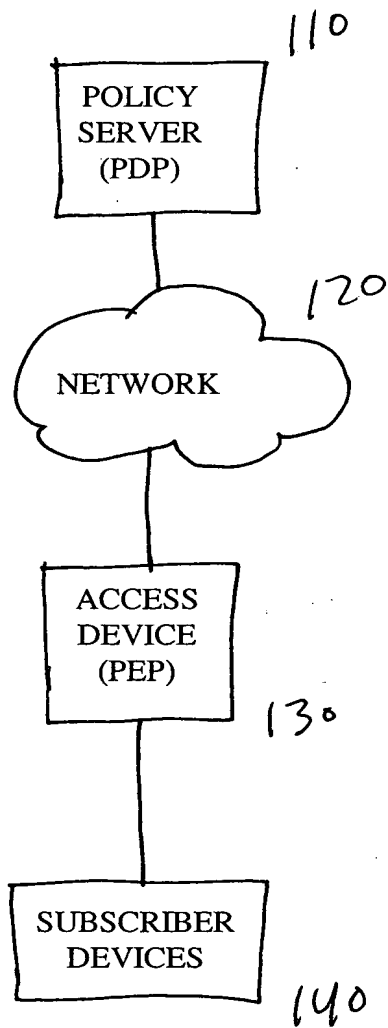 110
POLICY
SERVER
(PDP)
120
NETWORK
ACCESS
DEVICE
(PEP)
130
SUBSCRIBER
DEVICES
140